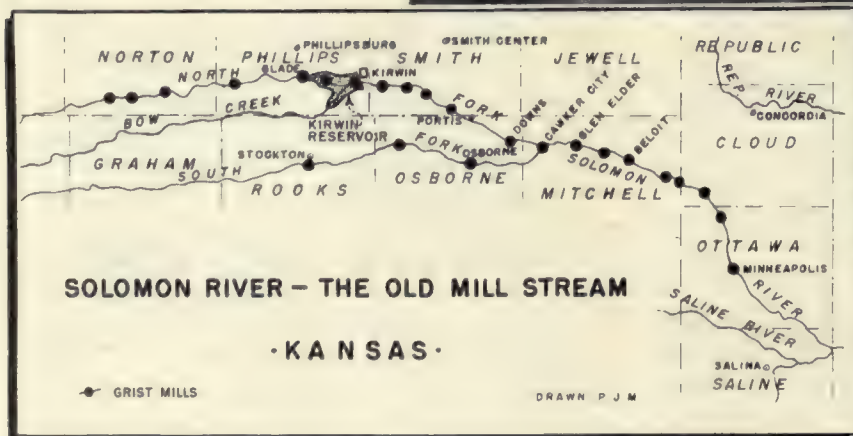 NORTON
PHILLIPS
PHILLIPSBURG
SMITH
SMITH CENTER
JEWELL
REPUBLIC
NORTH
GLADE
KIRWIN
FORK
CAWKER CITY
GLEN ELDER
REP. RIVER
CONCORDIA
BOW CREEK
KIRWIN
RESERVOIR
PORTIS
DOWNS
BELOIT
CLOUD
GRAHAM
SOUTH
STOCKTON
FORK
OSBORNE
SOLOMON
ROOKS
OSBORNE
MITCHELL
OTTAWA
MINNEAPOLIS
RIVER
SOLOMON RIVER – THE OLD MILL STREAM
SALINE RIVER
·KANSAS·
SALINA
SALINE
GRIST MILLS
DRAWN P J M